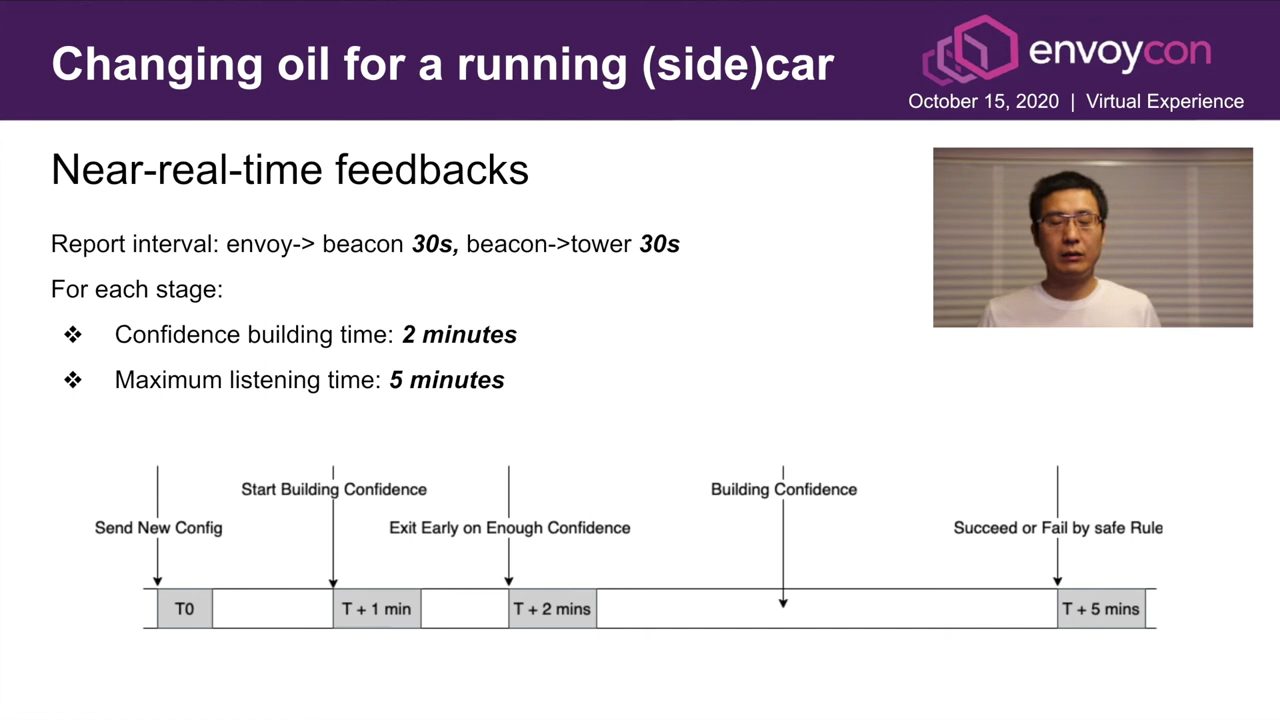 Changing oil for a running (side)car
envoycon
October 15, 2020 | Virtual Experience
Near-real-time feedbacks
Report interval: envoy-> beacon 30s, beacon->tower 30s
For each stage:
❖ Confidence building time: 2 minutes
❖ Maximum listening time: 5 minutes
Start Building Confidence
Building Confidence
Send New Config
Exit Early on Enough Confidence
Succeed or Fail by safe Rule
T0
T + 1 min
T + 2 mins
T + 5 mins